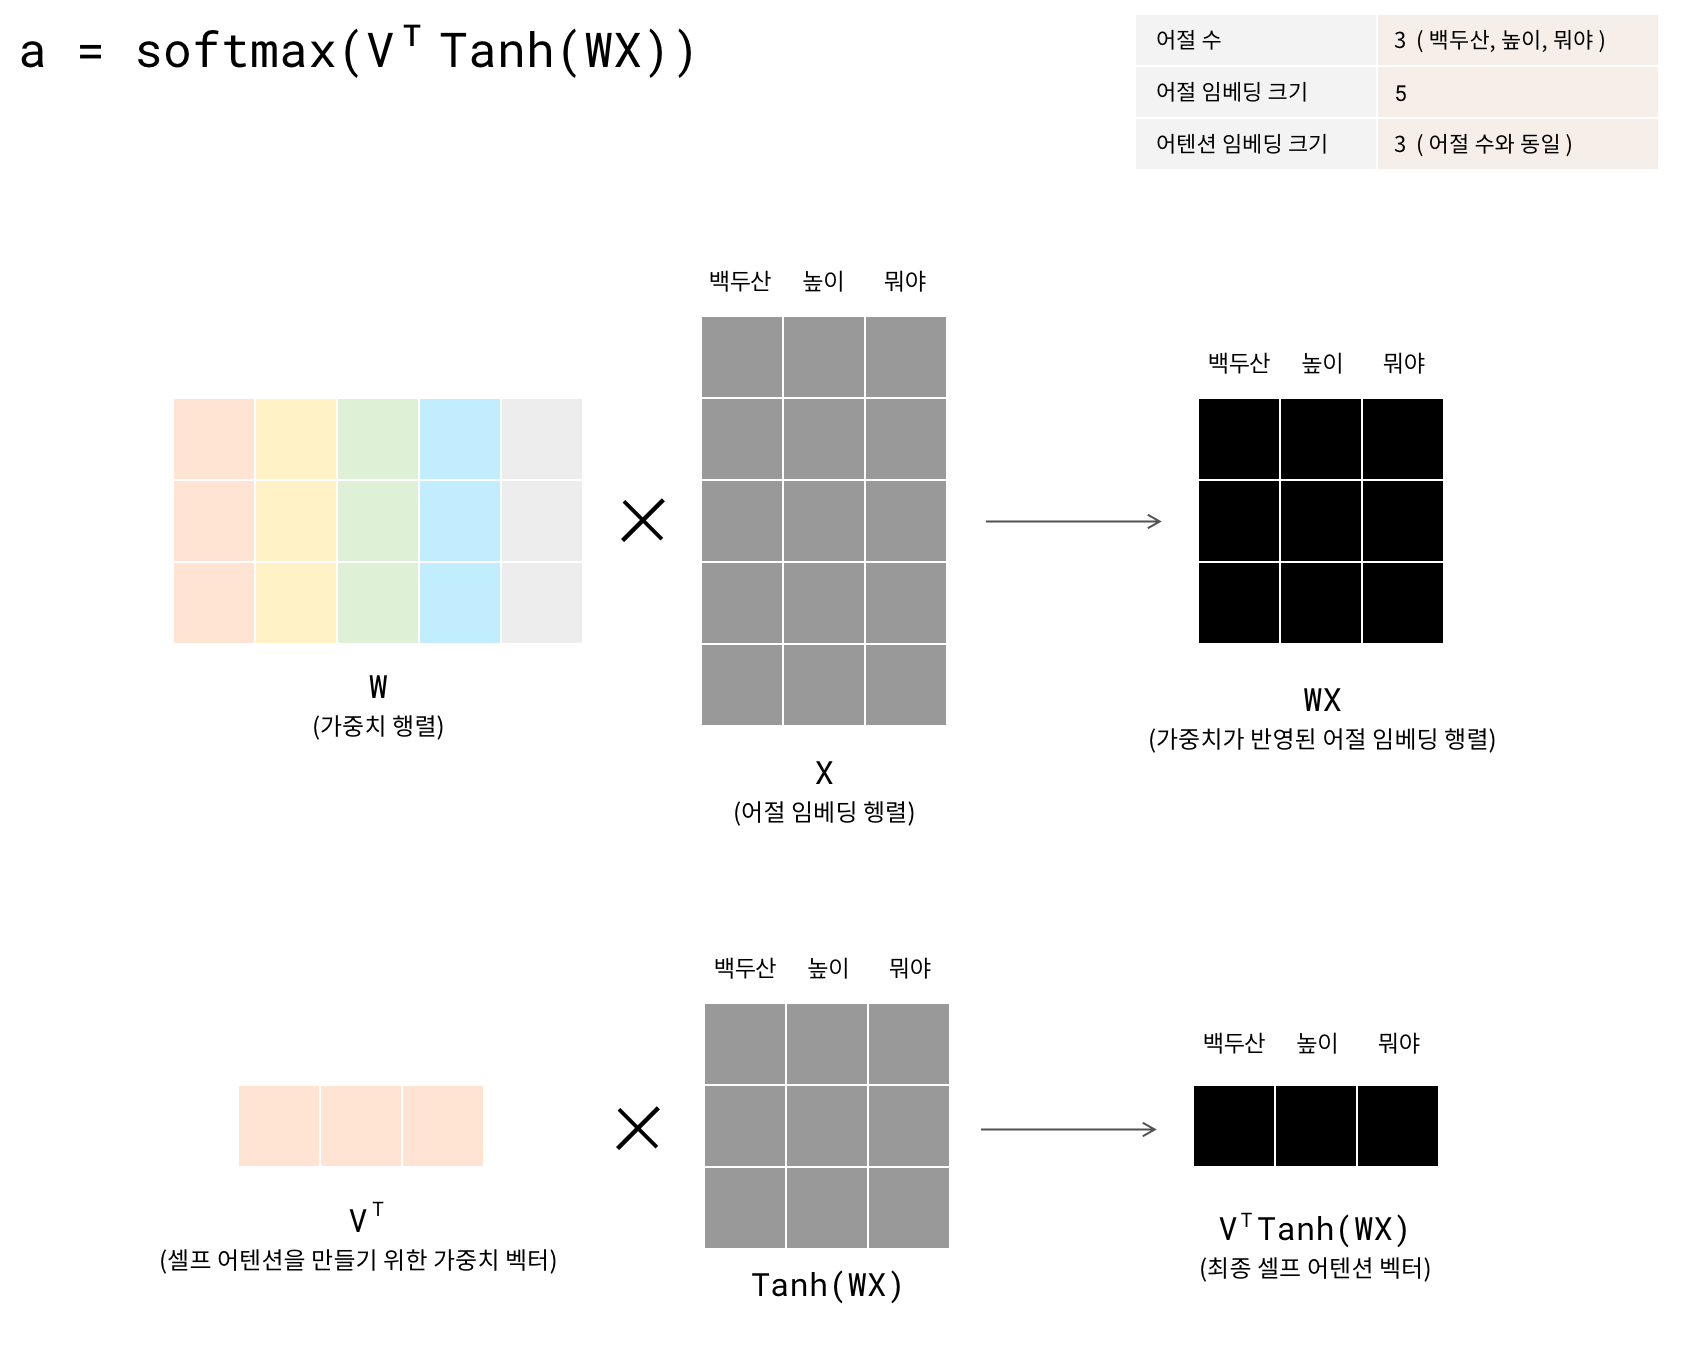 a = softmax(Vᵀ Tanh(WX))
어절 수 3 ( 백두산, 높이, 뭐야 )
어절 임베딩 크기 5
어텐션 임베딩 크기 3 ( 어절 수와 동일 )
백두산 높이 뭐야
백두산 높이 뭐야
W
(가중치 행렬)
WX
(가중치가 반영된 어절 임베딩 행렬)
X
(어절 임베딩 헹렬)
백두산 높이 뭐야
백두산 높이 뭐야
Vᵀ
(셀프 어텐션을 만들기 위한 가중치 벡터)
VᵀTanh(WX)
(최종 셀프 어텐션 벡터)
Tanh(WX)